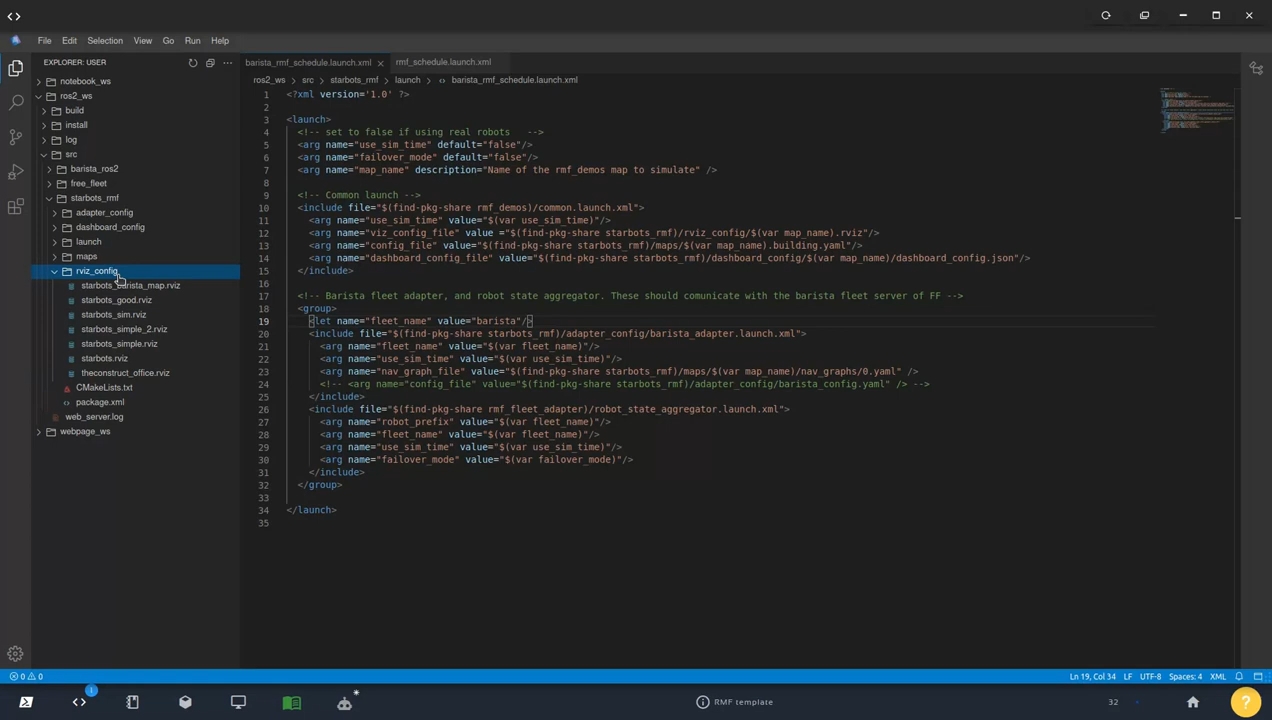 File Edit Selection View Go Run Help
EXPLORER: USER
notebook_ws
ros2_ws
build
install
log
src
barista_ros2
free_fleet
starbots_rmf
adapter_config
dashboard_config
launch
maps
rviz_config
starbots_barista_map.rviz
starbots_good.rviz
starbots_sim.rviz
starbots_simple_2.rviz
starbots_simple.rviz
starbots.rviz
theconstruct_office.rviz
CMakeLists.txt
package.xml
web_server.log
webpage_ws
barista_rmf_schedule.launch.xml rmf_schedule.launch.xml
ros2_ws src starbots_rmf launch barista_rmf_schedule.launch.xml
1 <?xml version='1.0' ?>
2
3 <launch>
4 <!-- set to false if using real robots -->
5 <arg name="use_sim_time" default="false"/>
6 <arg name="failover_mode" default="false"/>
7 <arg name="map_name" description="Name of the rmf_demos map to simulate" />
8
9 <!-- Common launch -->
10 <include file="$(find-pkg-share rmf_demos)/common.launch.xml">
11 <arg name="use_sim_time" value="$(var use_sim_time)"/>
12 <arg name="viz_config_file" value ="$(find-pkg-share starbots_rmf)/rviz_config/$(var map_name).rviz"/>
13 <arg name="config_file" value="$(find-pkg-share starbots_rmf)/maps/$(var map_name).building.yaml"/>
14 <arg name="dashboard_config_file" value="$(find-pkg-share starbots_rmf)/dashboard_config/$(var map_name)/dashboard_config.json"/>
15 </include>
16
17 <!-- Barista fleet adapter, and robot state aggregator. These should comunicate with the barista fleet server of FF -->
18 <group>
19 <let name="fleet_name" value="barista"/>
20 <include file="$(find-pkg-share starbots_rmf)/adapter_config/barista_adapter.launch.xml">
21 <arg name="fleet_name" value="$(var fleet_name)"/>
22 <arg name="use_sim_time" value="$(var use_sim_time)"/>
23 <arg name="nav_graph_file" value="$(find-pkg-share starbots_rmf)/maps/$(var map_name)/nav_graphs/0.yaml" />
24 <!-- <arg name="config_file" value="$(find-pkg-share starbots_rmf)/adapter_config/barista_config.yaml" /> -->
25 </include>
26 <include file="$(find-pkg-share rmf_fleet_adapter)/robot_state_aggregator.launch.xml">
27 <arg name="robot_prefix" value="$(var fleet_name)"/>
28 <arg name="fleet_name" value="$(var fleet_name)"/>
29 <arg name="use_sim_time" value="$(var use_sim_time)"/>
30 <arg name="failover_mode" value="$(var failover_mode)"/>
31 </include>
32 </group>
33
34 </launch>
35
0 0 Ln 19, Col 34 LF UTF-8 Spaces: 4 XML
1 RMF template 32 ?